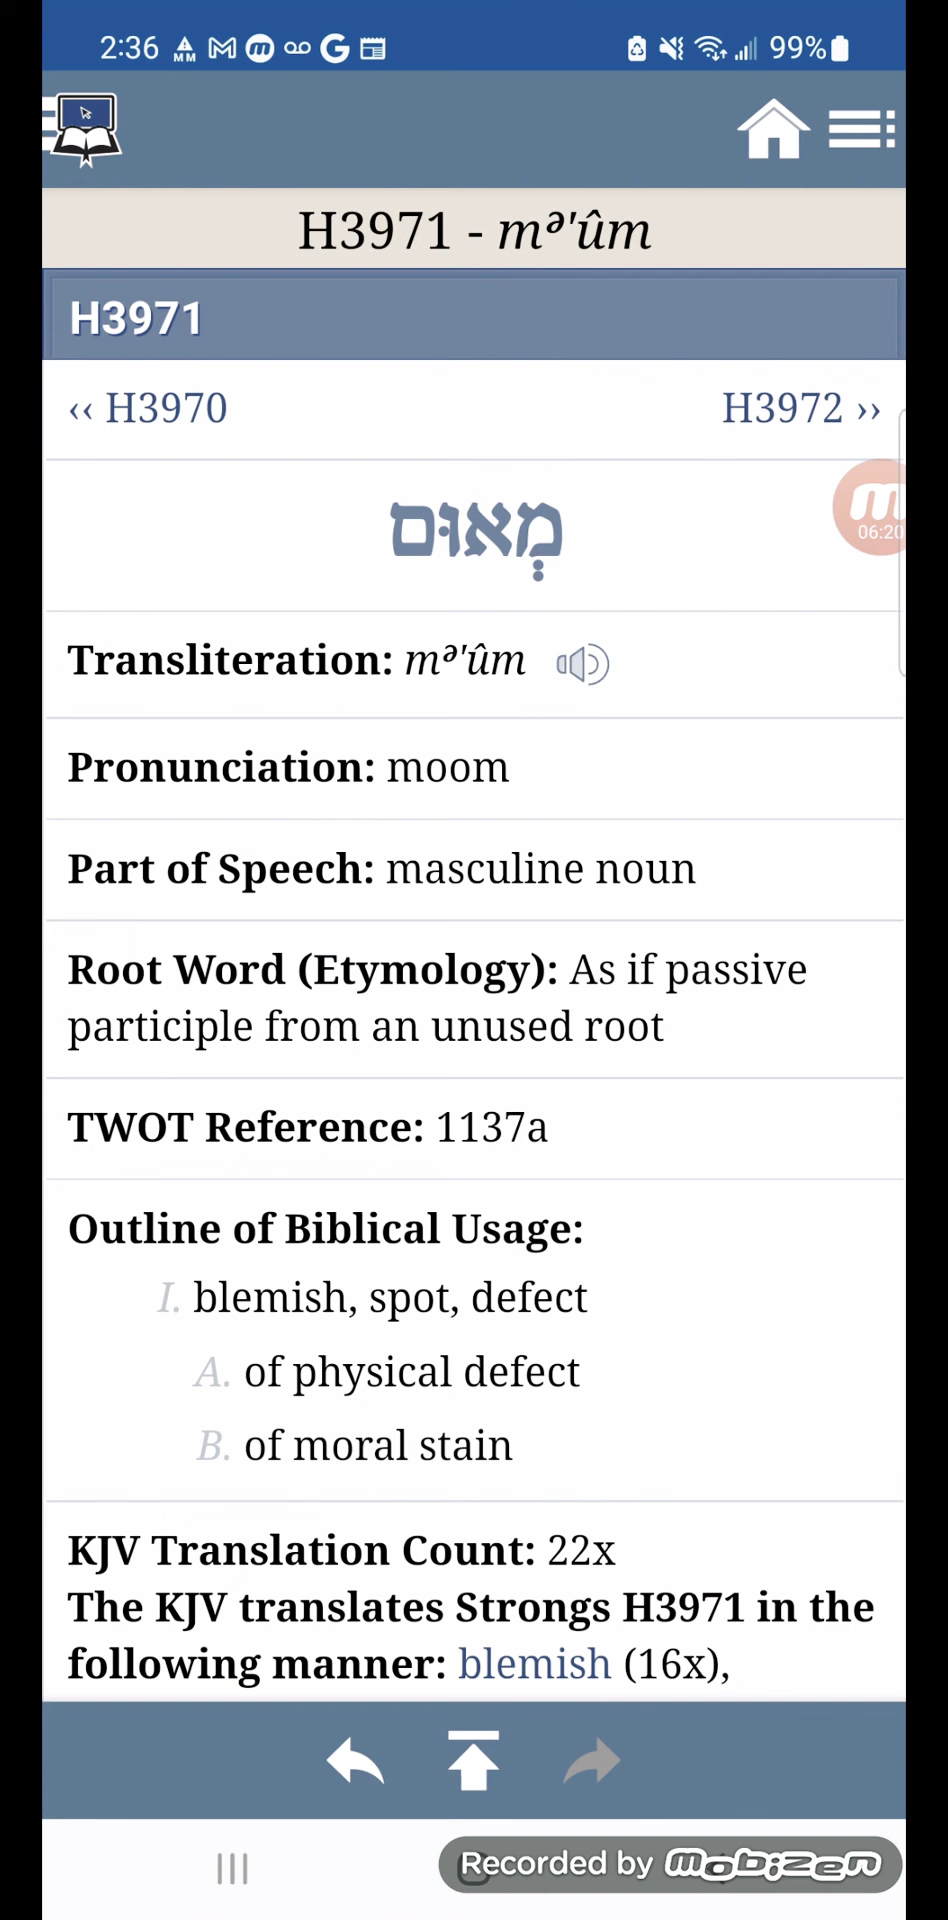 2:36 MM G 99%
H3971 - mᵊ'ûm
H3971
‹‹ H3970 H3972 ››
מְאוּם
06:20
Transliteration: mᵊ'ûm
Pronunciation: moom
Part of Speech: masculine noun
Root Word (Etymology): As if passive
participle from an unused root
TWOT Reference: 1137a
Outline of Biblical Usage:
I. blemish, spot, defect
A. of physical defect
B. of moral stain
KJV Translation Count: 22x
The KJV translates Strongs H3971 in the
following manner: blemish (16x),
Recorded by mobizen